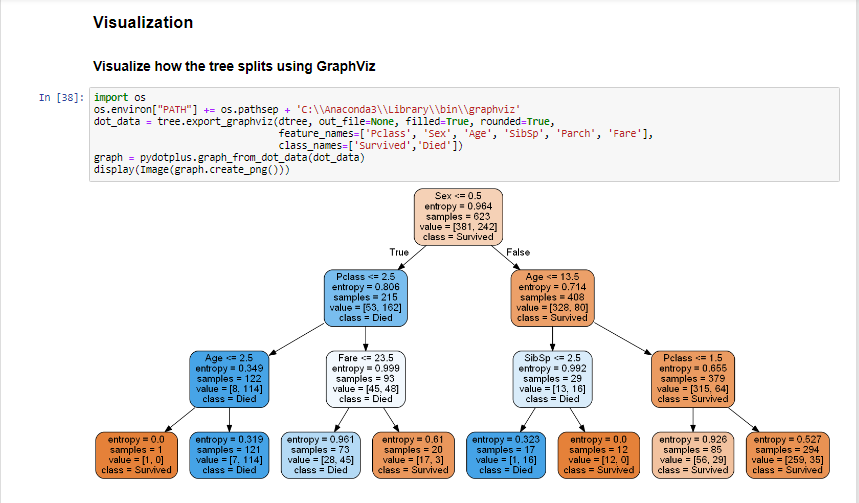 Visualization
Visualize how the tree splits using GraphViz
In [38]:
import os
os.environ["PATH"] += os.pathsep + 'C:\\Anaconda3\\Library\\bin\\graphviz'
dot_data = tree.export_graphviz(dtree, out_file=None, filled=True, rounded=True,
feature_names=['Pclass', 'Sex', 'Age', 'SibSp', 'Parch', 'Fare'],
class_names=['Survived','Died'])
graph = pydotplus.graph_from_dot_data(dot_data)
display(Image(graph.create_png()))
Sex <= 0.5
entropy = 0.964
samples = 623
value = [381, 242]
class = Survived
True
False
Pclass <= 2.5
entropy = 0.806
samples = 215
value = [53, 162]
class = Died
Age <= 13.5
entropy = 0.714
samples = 408
value = [328, 80]
class = Survived
Age <= 2.5
entropy = 0.349
samples = 122
value = [8, 114]
class = Died
Fare <= 23.5
entropy = 0.999
samples = 93
value = [45, 48]
class = Died
SibSp <= 2.5
entropy = 0.992
samples = 29
value = [13, 16]
class = Died
Pclass <= 1.5
entropy = 0.655
samples = 379
value = [315, 64]
class = Survived
entropy = 0.0
samples = 1
value = [1, 0]
class = Survived
entropy = 0.319
samples = 121
value = [7, 114]
class = Died
entropy = 0.961
samples = 73
value = [28, 45]
class = Died
entropy = 0.61
samples = 20
value = [17, 3]
class = Survived
entropy = 0.323
samples = 17
value = [1, 16]
class = Died
entropy = 0.0
samples = 12
value = [12, 0]
class = Survived
entropy = 0.926
samples = 85
value = [56, 29]
class = Survived
entropy = 0.527
samples = 294
value = [259, 35]
class = Survived